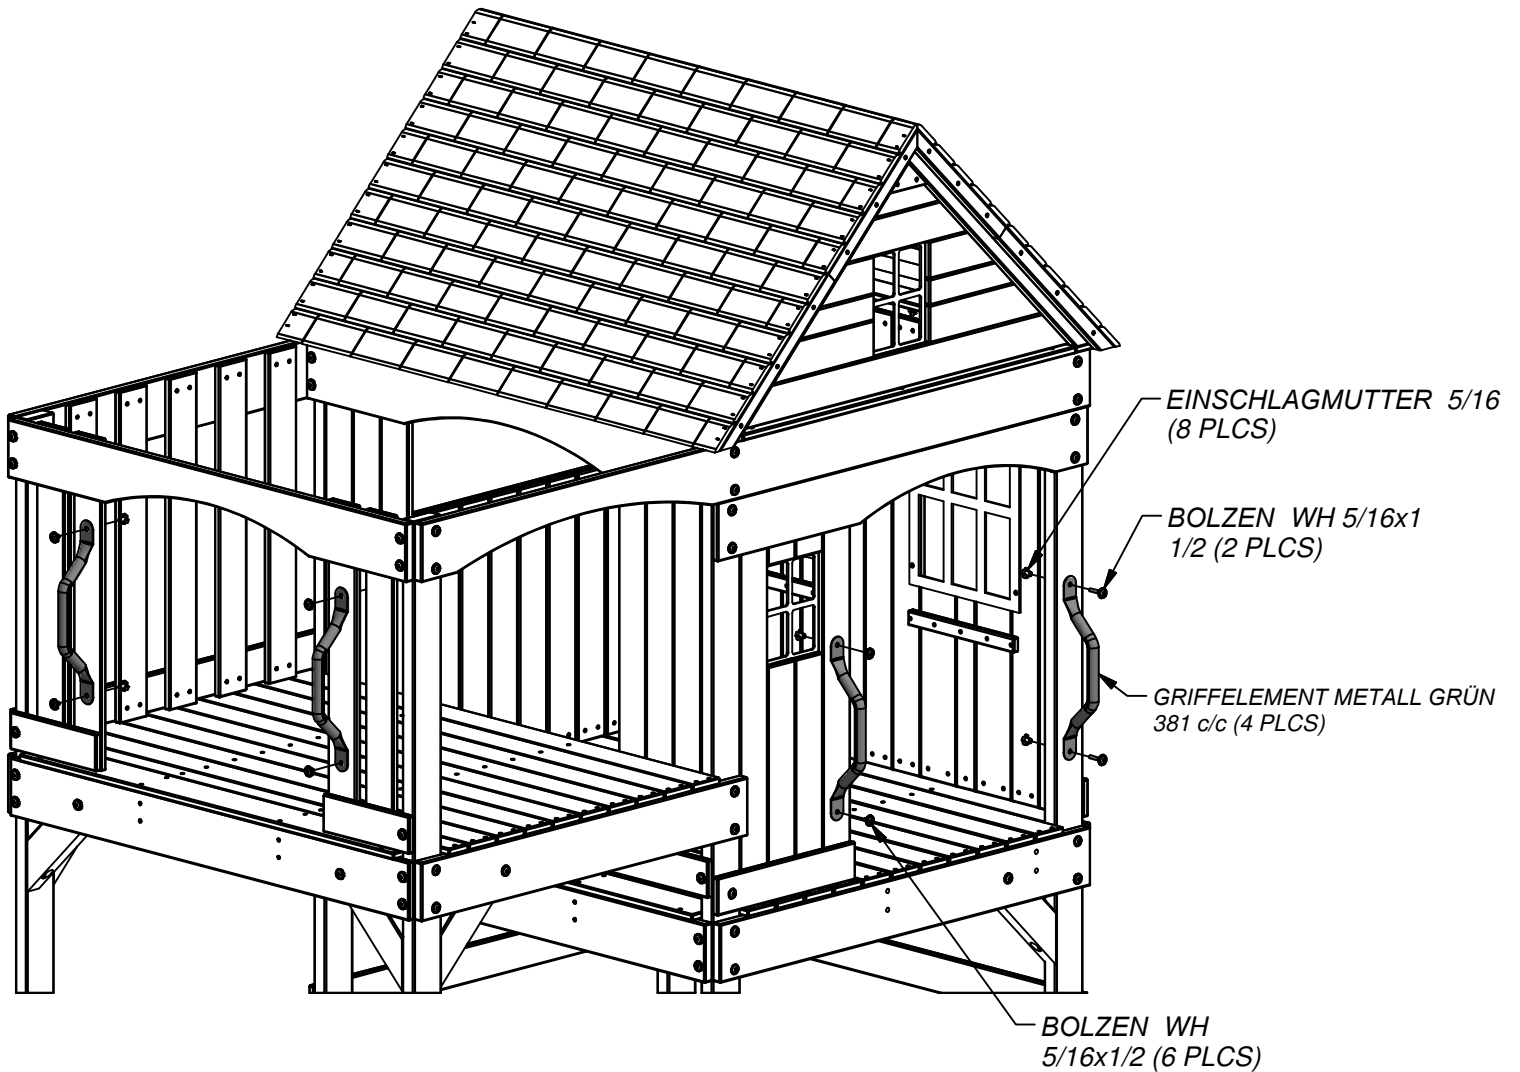 EINSCHLAGMUTTER 5/16
(8 PLCS)
BOLZEN WH 5/16x1
1/2 (2 PLCS)
GRIFFELEMENT METALL GRÜN
381 c/c (4 PLCS)
BOLZEN WH
5/16x1/2 (6 PLCS)